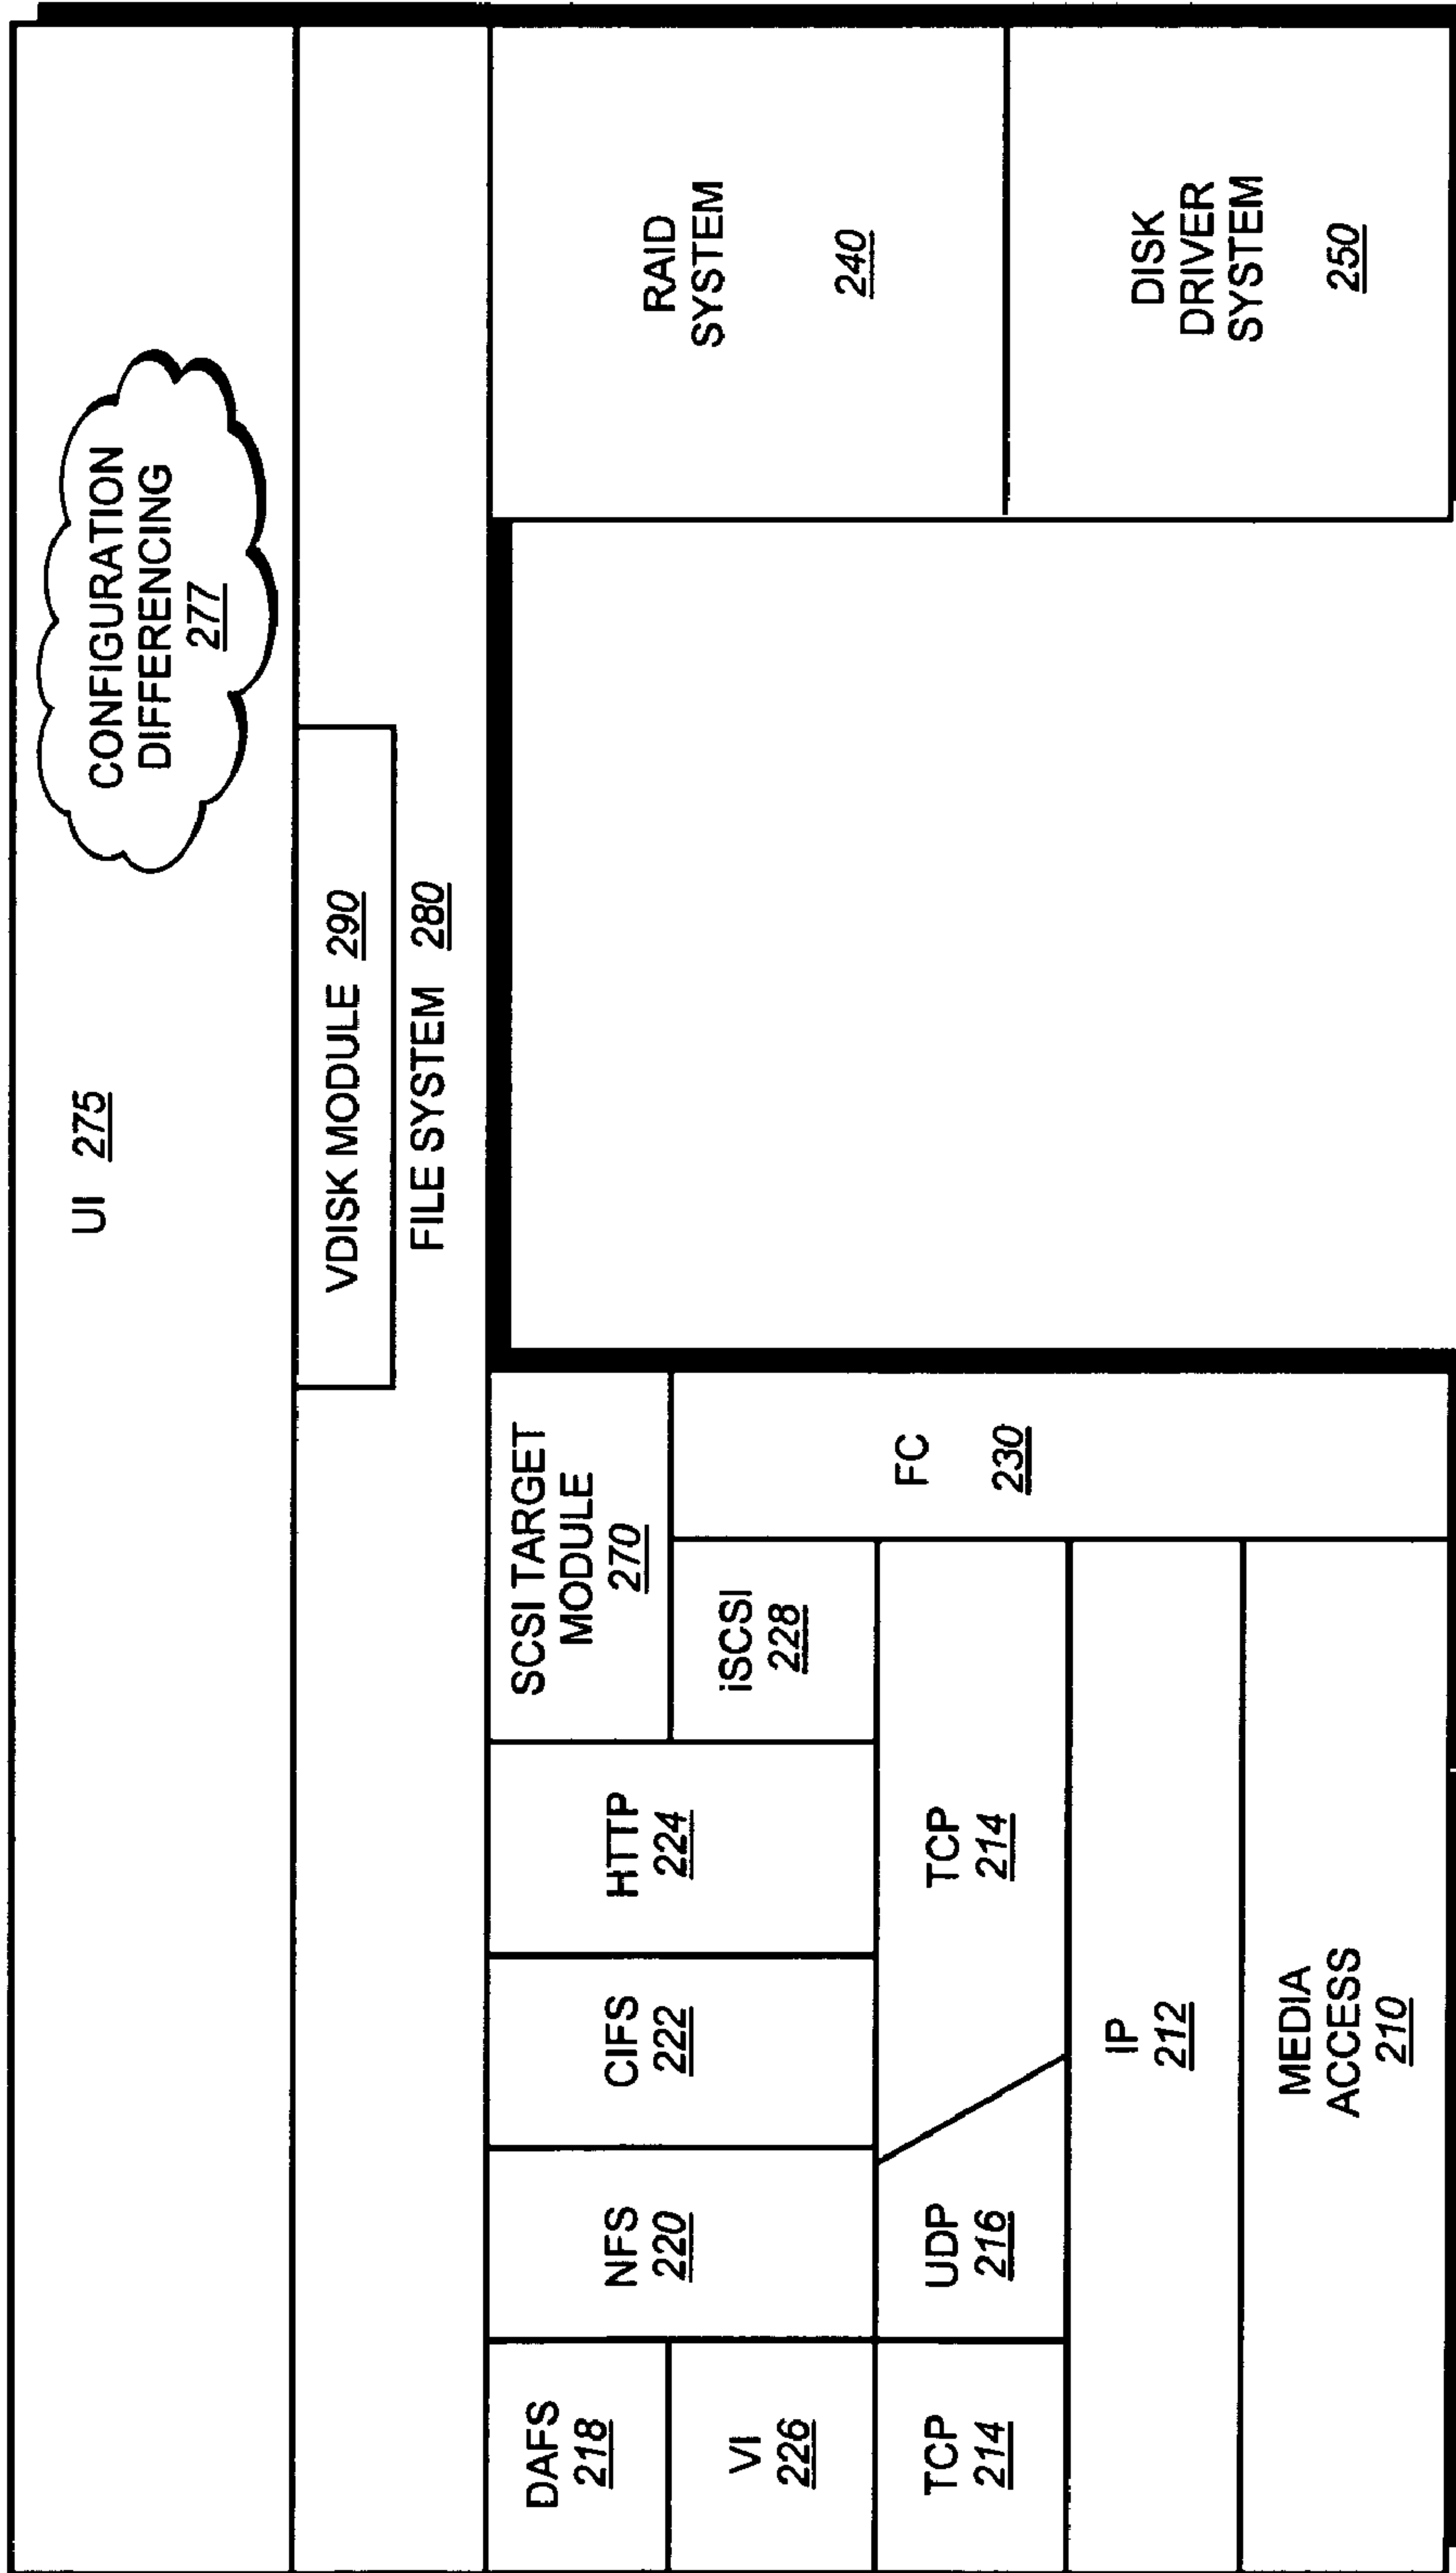 UI 275
CONFIGURATION
DIFFERENCING
277
VDISK MODULE 290
FILE SYSTEM 280
DAFS
218
VI
226
TCP
214
NFS
220
UDP
216
CIFS
222
HTTP
224
TCP
214
SCSI TARGET
MODULE
270
iSCSI
228
FC
230
IP
212
MEDIA
ACCESS
210
RAID
SYSTEM
240
DISK
DRIVER
SYSTEM
250